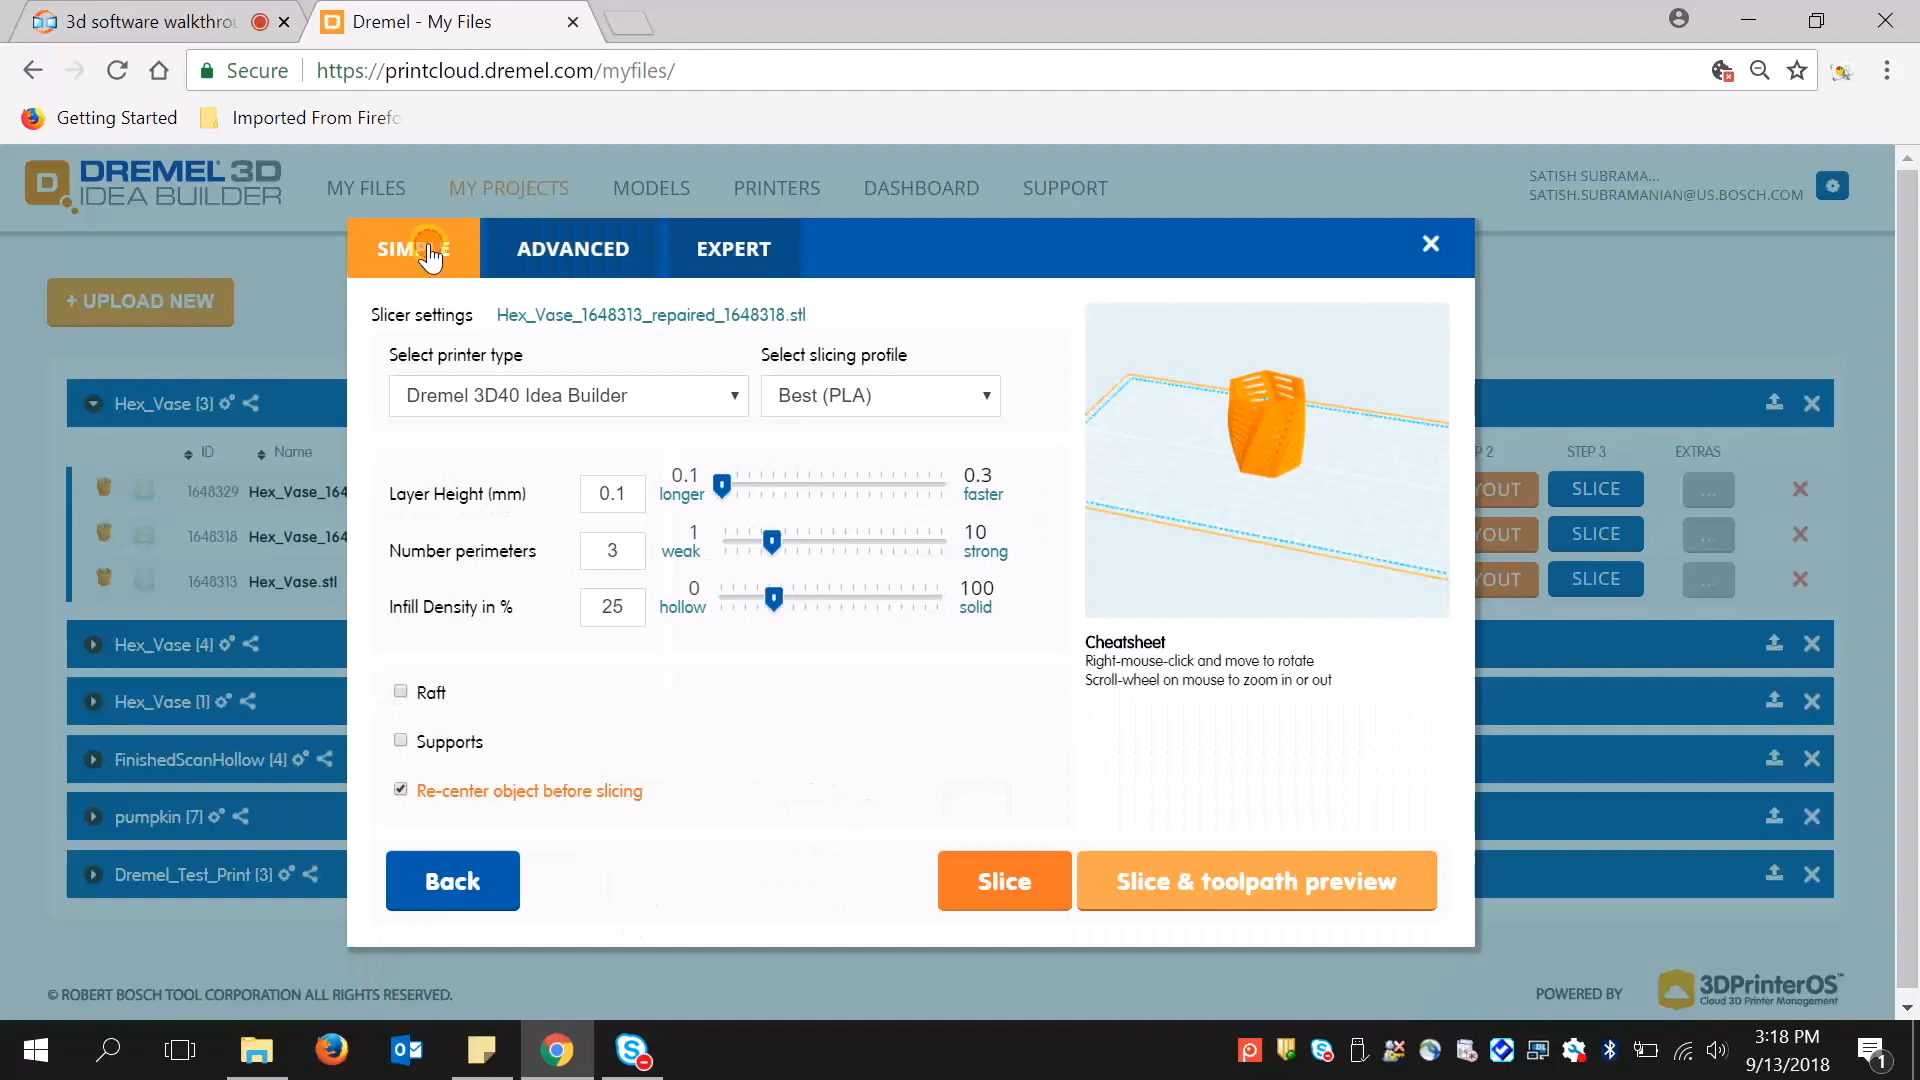 3d software walkthro
Dremel - My Files
Secure
https://printcloud.dremel.com/myfiles/
Getting Started
Imported From Firefo
DREMEL 3D
IDEA BUILDER
MY FILES
MY PROJECTS
MODELS
PRINTERS
DASHBOARD
SUPPORT
SATISH SUBRAMA...
SATISH.SUBRAMANIAN@US.BOSCH.COM
SIMPLE
ADVANCED
EXPERT
+ UPLOAD NEW
Slicer settings
Hex_Vase_1648313_repaired_1648318.stl
Select printer type
Select slicing profile
Dremel 3D40 Idea Builder
Best (PLA)
Hex_Vase [3]
ID
Name
P 2
STEP 3
EXTRAS
1648329
Hex_Vase_164
YOUT
SLICE
...
1648318
Hex_Vase_164
YOUT
SLICE
...
1648313
Hex_Vase.stl
YOUT
SLICE
...
Layer Height (mm)
0.1
0.1
longer
0.3
faster
Number perimeters
3
1
weak
10
strong
Infill Density in %
25
0
hollow
100
solid
Hex_Vase [4]
Hex_Vase [1]
FinishedScanHollow [4]
pumpkin [7]
Dremel_Test_Print [3]
Cheatsheet
Right-mouse-click and move to rotate
Scroll-wheel on mouse to zoom in or out
Raft
Supports
Re-center object before slicing
Back
Slice
Slice & toolpath preview
© ROBERT BOSCH TOOL CORPORATION ALL RIGHTS RESERVED.
POWERED BY
3DPrinterOS™
Cloud 3D Printer Management
3:18 PM
9/13/2018
1